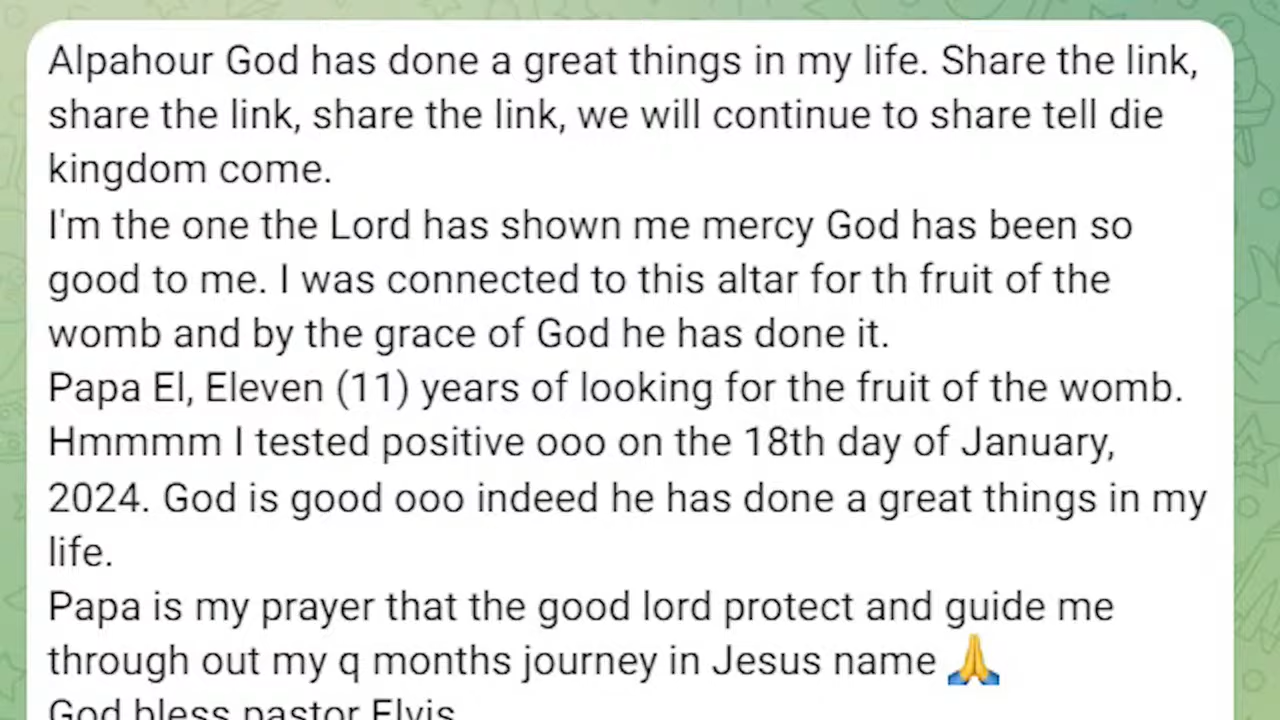 Alpahour God has done a great things in my life. Share the link,
share the link, share the link, we will continue to share tell die
kingdom come.
I'm the one the Lord has shown me mercy God has been so
good to me. I was connected to this altar for th fruit of the
womb and by the grace of God he has done it.
Papa El, Eleven (11) years of looking for the fruit of the womb.
Hmmmm I tested positive ooo on the 18th day of January,
2024. God is good ooo indeed he has done a great things in my
life.
Papa is my prayer that the good lord protect and guide me
through out my q months journey in Jesus name 🙏
God bless pastor Elvis